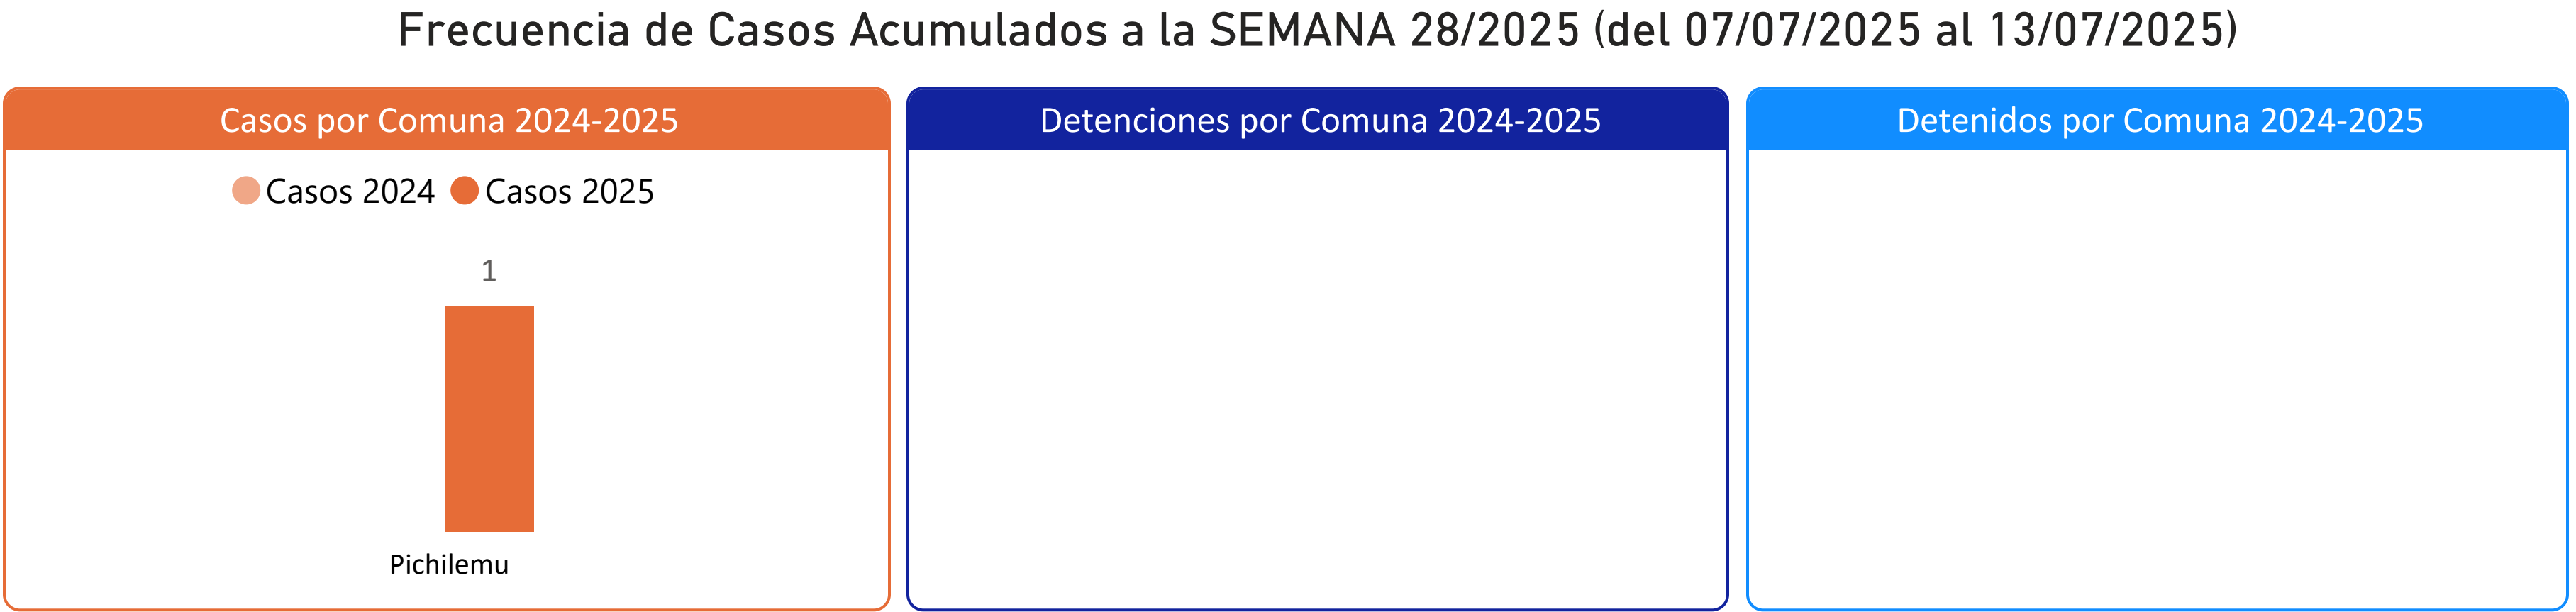 Frecuencia de Casos Acumulados a la SEMANA 28/2025 (del 07/07/2025 al 13/07/2025)
Casos por Comuna 2024-2025
Casos 2024 Casos 2025
1
Pichilemu
Detenciones por Comuna 2024-2025
Detenidos por Comuna 2024-2025